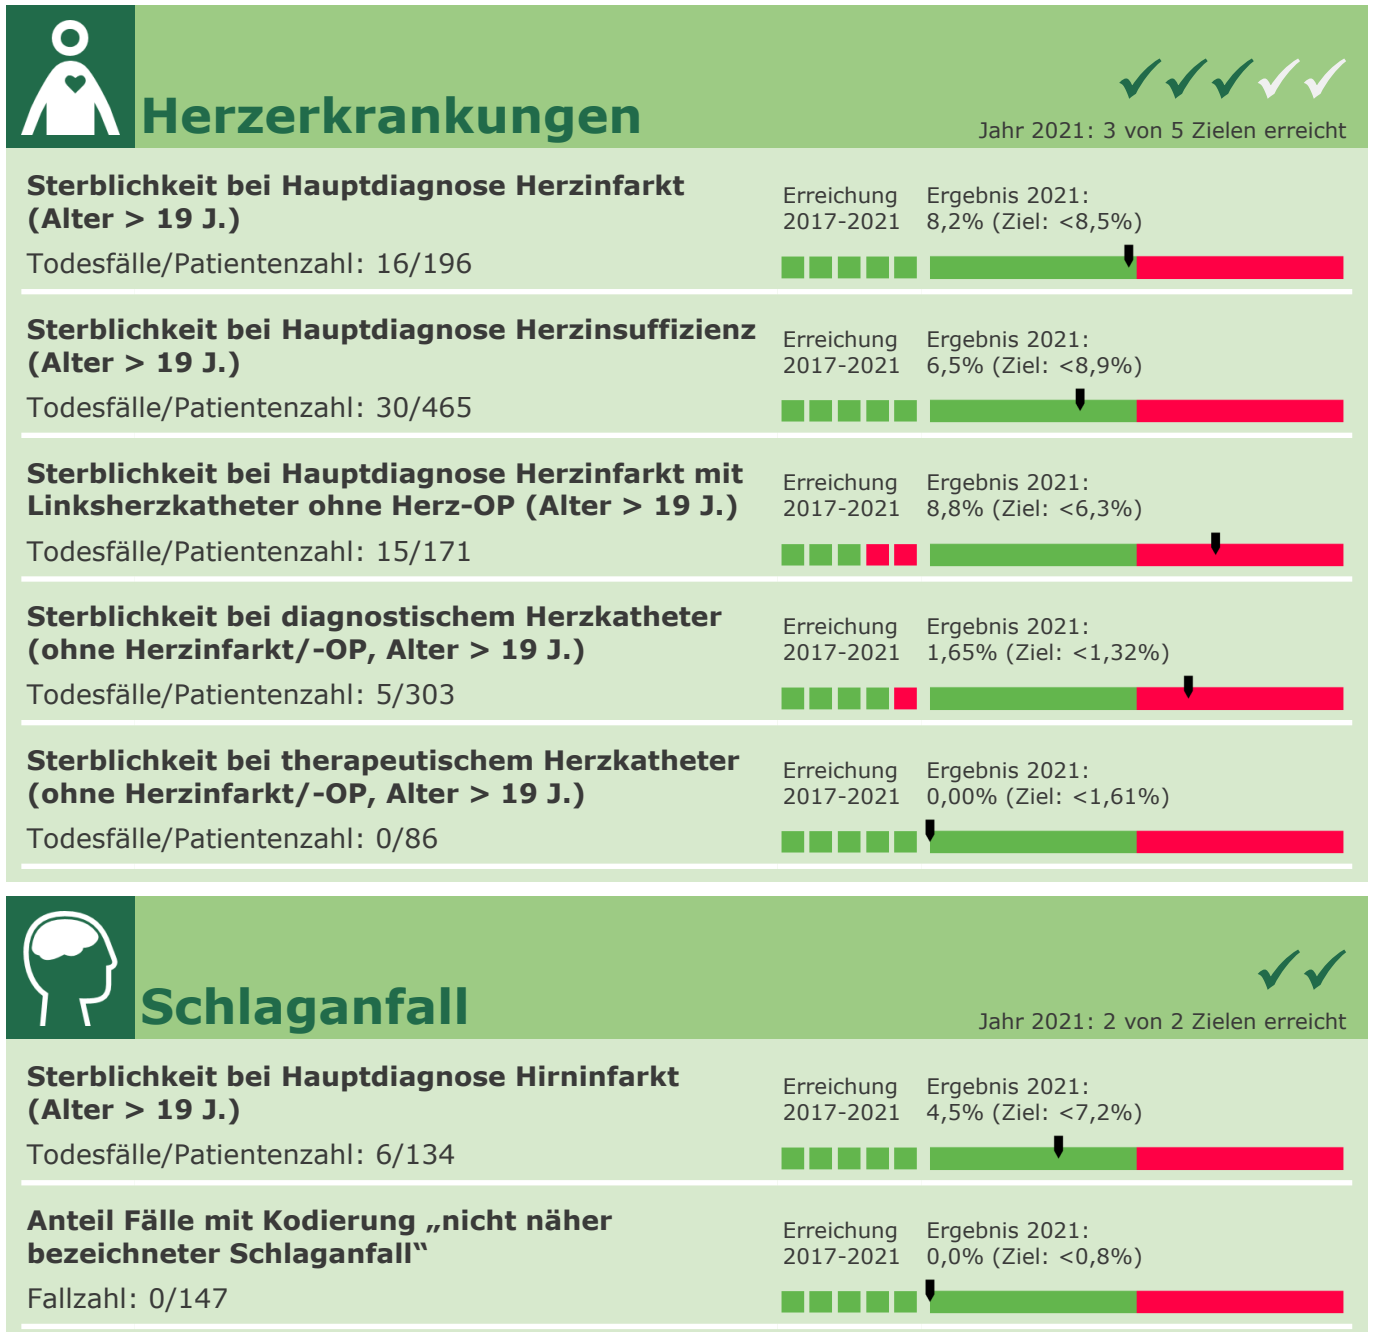 Herzerkrankungen
Jahr 2021: 3 von 5 Zielen erreicht
Sterblichkeit bei Hauptdiagnose Herzinfarkt
(Alter > 19 J.)
Todesfälle/Patientenzahl: 16/196
Erreichung
2017-2021
Ergebnis 2021:
8,2% (Ziel: <8,5%)
Sterblichkeit bei Hauptdiagnose Herzinsuffizienz
(Alter > 19 J.)
Todesfälle/Patientenzahl: 30/465
Erreichung
2017-2021
Ergebnis 2021:
6,5% (Ziel: <8,9%)
Sterblichkeit bei Hauptdiagnose Herzinfarkt mit
Linksherzkatheter ohne Herz-OP (Alter > 19 J.)
Todesfälle/Patientenzahl: 15/171
Erreichung
2017-2021
Ergebnis 2021:
8,8% (Ziel: <6,3%)
Sterblichkeit bei diagnostischem Herzkatheter
(ohne Herzinfarkt/-OP, Alter > 19 J.)
Todesfälle/Patientenzahl: 5/303
Erreichung
2017-2021
Ergebnis 2021:
1,65% (Ziel: <1,32%)
Sterblichkeit bei therapeutischem Herzkatheter
(ohne Herzinfarkt/-OP, Alter > 19 J.)
Todesfälle/Patientenzahl: 0/86
Erreichung
2017-2021
Ergebnis 2021:
0,00% (Ziel: <1,61%)
Schlaganfall
Jahr 2021: 2 von 2 Zielen erreicht
Sterblichkeit bei Hauptdiagnose Hirninfarkt
(Alter > 19 J.)
Todesfälle/Patientenzahl: 6/134
Erreichung
2017-2021
Ergebnis 2021:
4,5% (Ziel: <7,2%)
Anteil Fälle mit Kodierung „nicht näher
bezeichneter Schlaganfall“
Fallzahl: 0/147
Erreichung
2017-2021
Ergebnis 2021:
0,0% (Ziel: <0,8%)